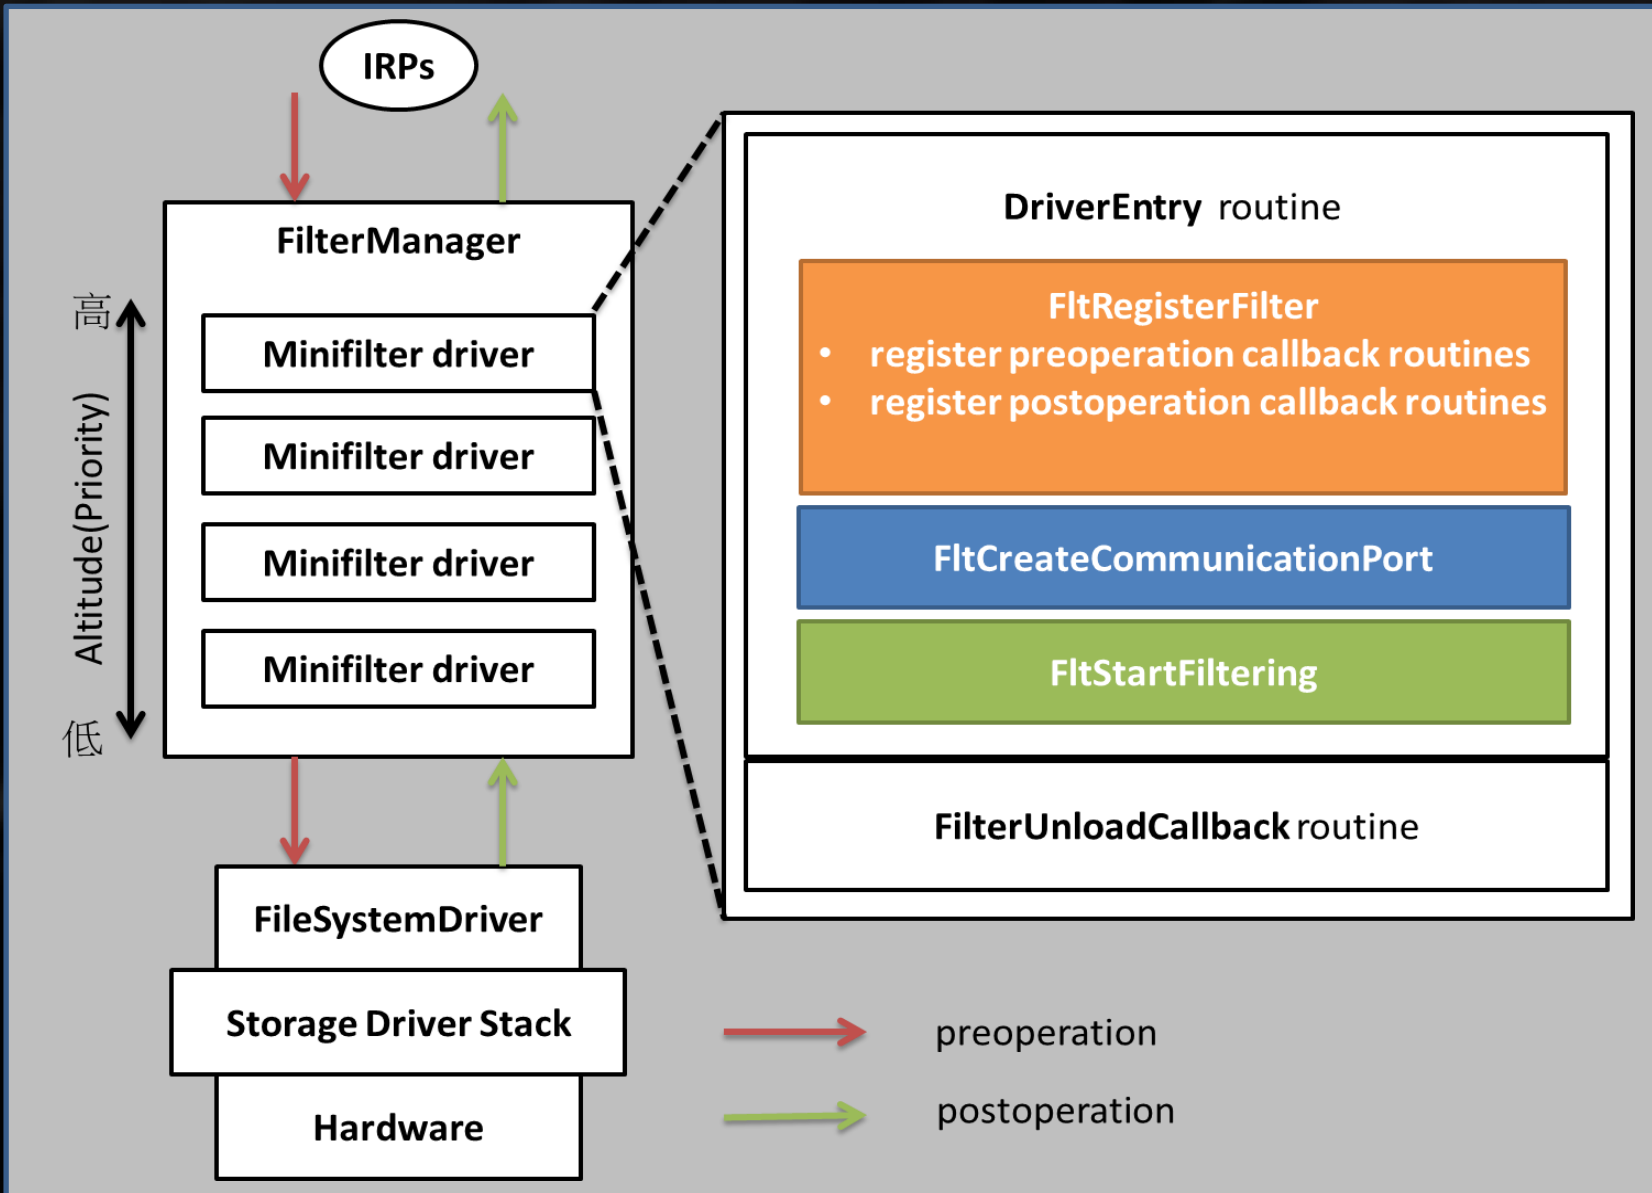 IRPs
FilterManager
高
Altitude(Priority)
低
Minifilter driver
Minifilter driver
Minifilter driver
Minifilter driver
FileSystemDriver
Storage Driver Stack
Hardware
DriverEntry routine
FltRegisterFilter
• register preoperation callback routines
• register postoperation callback routines
FltCreateCommunicationPort
FltStartFiltering
FilterUnloadCallback routine
preoperation
postoperation